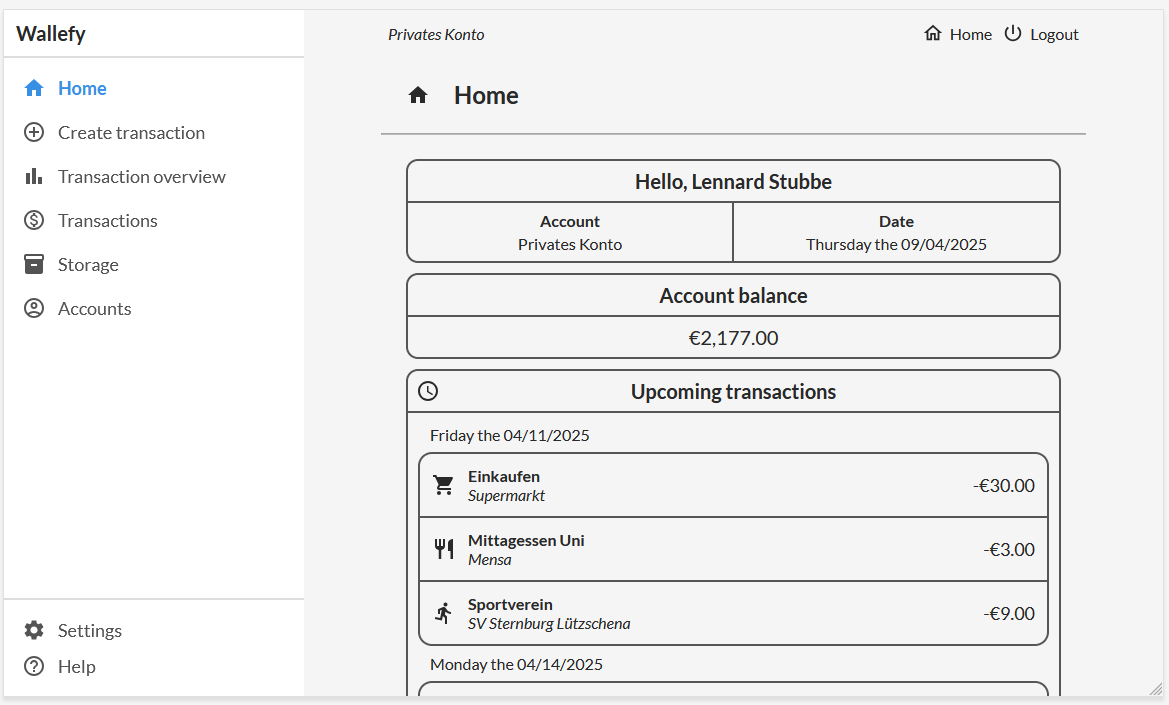 Wallefy
Home
Create transaction
Transaction overview
Transactions
Storage
Accounts
Settings
Help
Privates Konto
Home
Logout
Home
Hello, Lennard Stubbe
Account
Privates Konto
Date
Thursday the 09/04/2025
Account balance
€2,177.00
Upcoming transactions
Friday the 04/11/2025
Einkaufen
Supermarkt
-€30.00
Mittagessen Uni
Mensa
-€3.00
Sportverein
SV Sternburg Lützschena
-€9.00
Monday the 04/14/2025